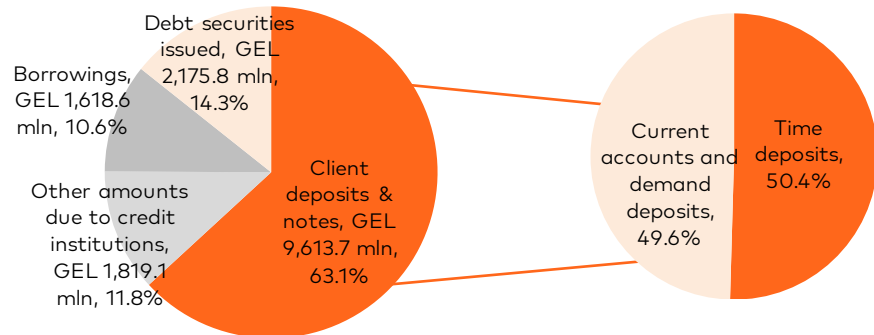 Debt securities
issued, GEL
2,175.8 mln,
14.3%
Borrowings,
GEL 1,618.6
mln, 10.6%
Other amounts
due to credit
institutions,
GEL 1,819.1
mln, 11.8%
Client
deposits &
notes, GEL
9,613.7 mln,
63.1%
Current
accounts and
demand
deposits,
49.6%
Time
deposits,
50.4%